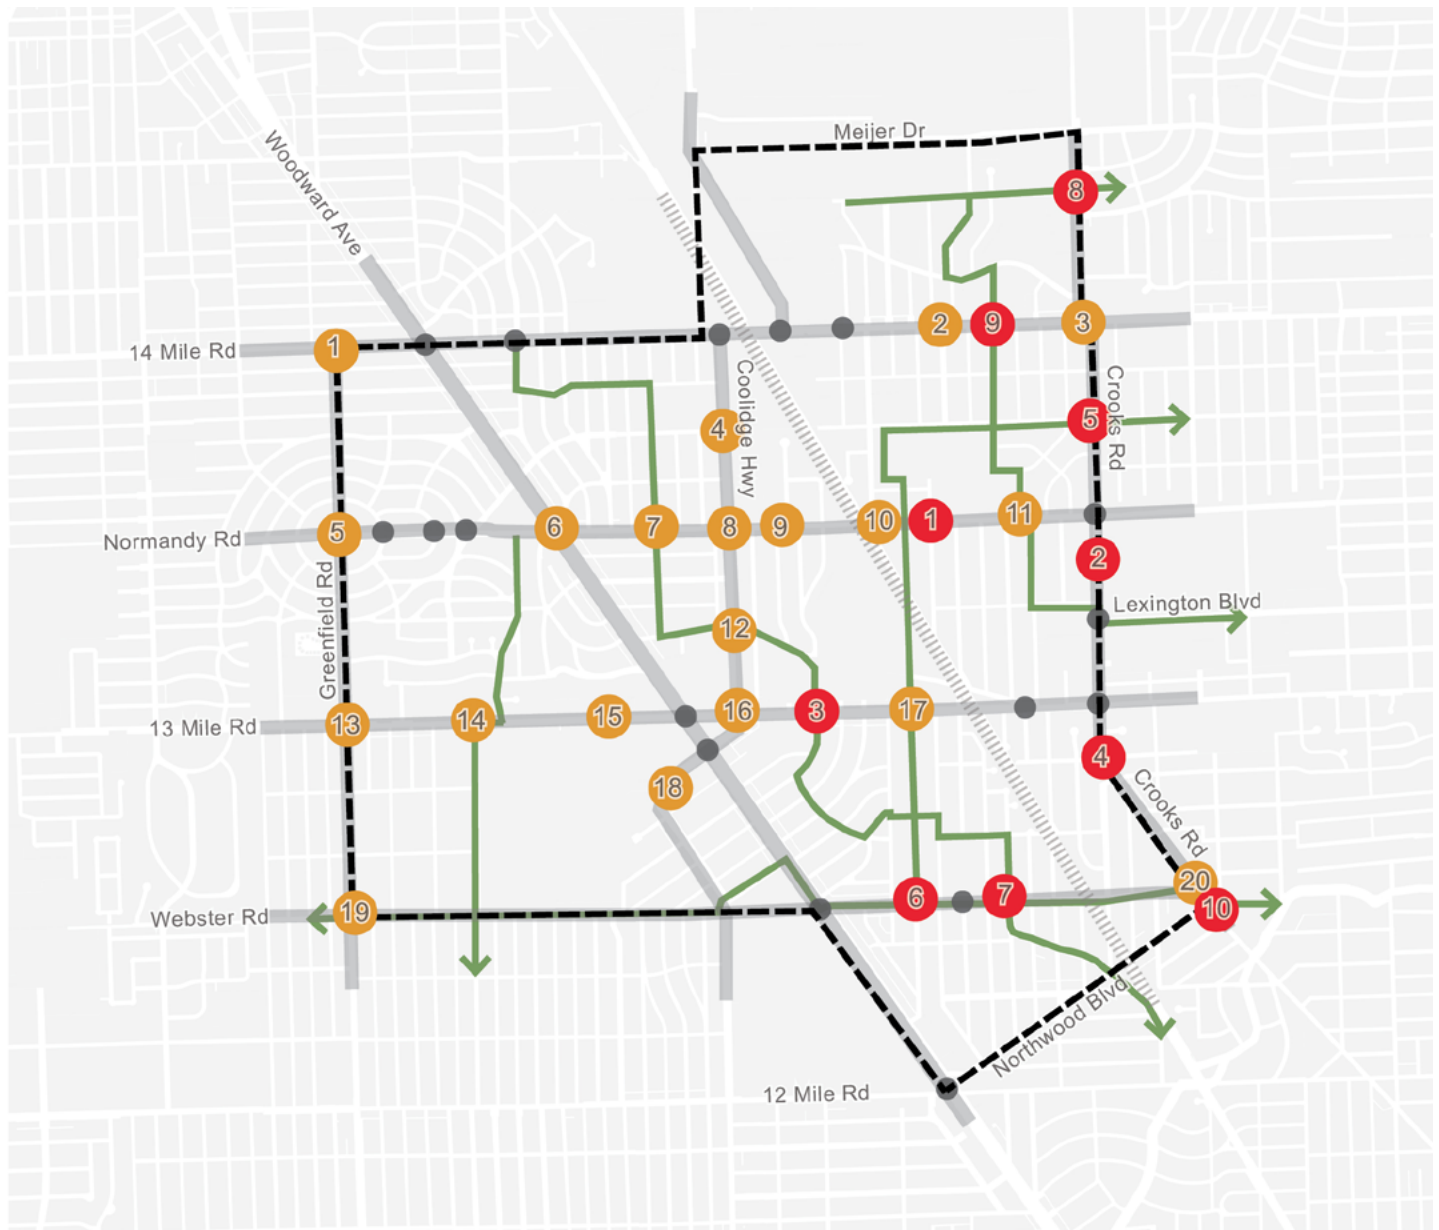 Meijer Dr
Woodward Ave
8
14 Mile Rd
1
2
9
3
Coolidge Hwy
Crooks Rd
4
5
Normandy Rd
5
6
7
8
9
10
1
11
2
Greenfield Rd
Lexington Blvd
12
13 Mile Rd
13
14
15
16
3
17
4
18
Crooks Rd
Webster Rd
19
6
7
20
10
Northwood Blvd
12 Mile Rd